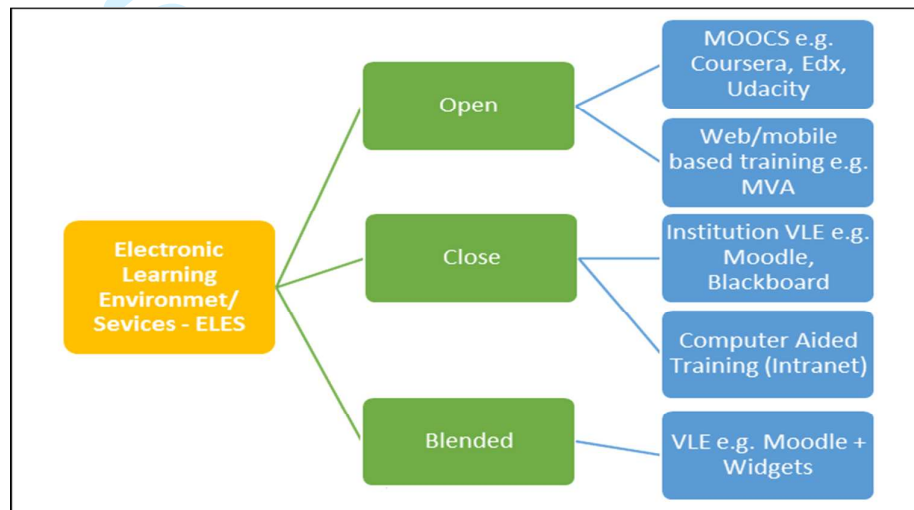 MOOCS e.g.
Coursera, Edx,
Udacity
Open
Web/mobile
based training e.g.
MVA
Electronic
Learning
Environmet/
Sevices - ELES
Close
Institution VLE e.g.
Moodle,
Blackboard
Computer Aided
Training (Intranet)
Blended
VLE e.g. Moodle +
Widgets